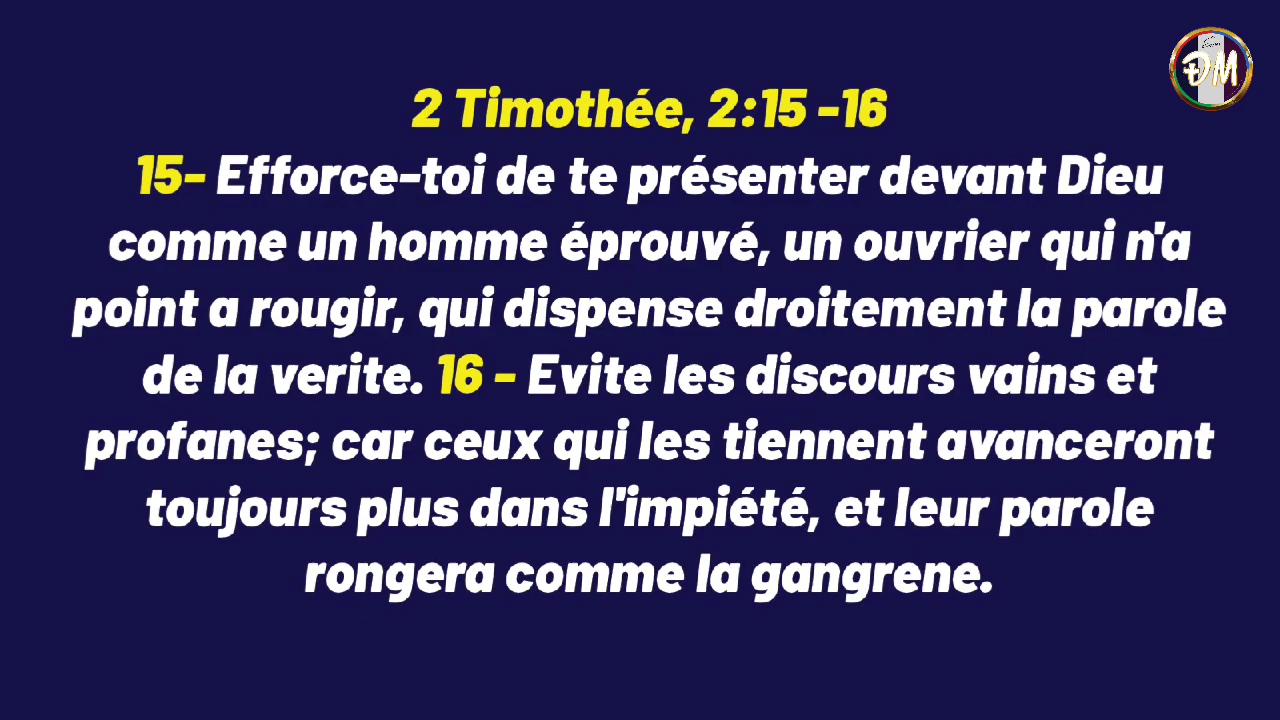 2 Timothée, 2:15 -16
15- Efforce-toi de te présenter devant Dieu
comme un homme éprouvé, un ouvrier qui n'a
point a rougir, qui dispense droitement la parole
de la verite. 16 - Evite les discours vains et
profanes; car ceux qui les tiennent avanceront
toujours plus dans l'impiété, et leur parole
rongera comme la gangrene.
DM